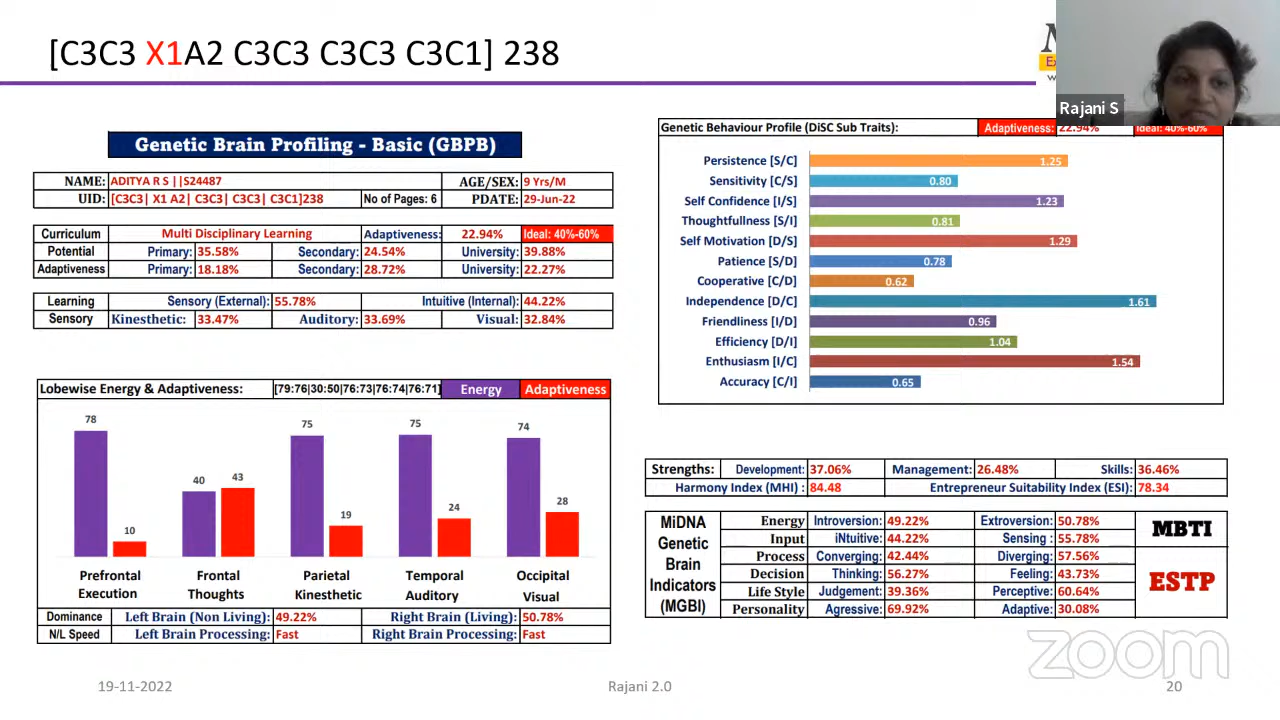 [C3C3 X1A2 C3C3 C3C3 C3C1] 238
Rajani S
Genetic Brain Profiling - Basic (GBPB)
NAME: ADITYA R S ||S24487 AGE/SEX: 9 Yrs/M
UID: [C3C3| X1 A2| C3C3| C3C3| C3C1]238 No of Pages: 6 PDATE: 29-Jun-22
Curriculum Multi Disciplinary Learning Adaptiveness: 22.94% Ideal: 40%-60%
Potential Primary: 35.58% Secondary: 24.54% University: 39.88%
Adaptiveness Primary: 18.18% Secondary: 28.72% University: 22.27%
Learning Sensory (External): 55.78% Intuitive (Internal): 44.22%
Sensory Kinesthetic: 33.47% Auditory: 33.69% Visual: 32.84%
Lobewise Energy & Adaptiveness: [79:76|30:50|76:73|76:74|76:71] Energy Adaptiveness
78 10 40 43 75 19 75 24 74 28
Prefrontal Frontal Parietal Temporal Occipital
Execution Thoughts Kinesthetic Auditory Visual
Dominance Left Brain (Non Living): 49.22% Right Brain (Living): 50.78%
N/L Speed Left Brain Processing: Fast Right Brain Processing: Fast
Genetic Behaviour Profile (DiSC Sub Traits): Adaptiveness: 22.94% Ideal: 40%-60%
Persistence [S/C] 1.25
Sensitivity [C/S] 0.80
Self Confidence [I/S] 1.23
Thoughtfullness [S/I] 0.81
Self Motivation [D/S] 1.29
Patience [S/D] 0.78
Cooperative [C/D] 0.62
Independence [D/C] 1.61
Friendliness [I/D] 0.96
Efficiency [D/I] 1.04
Enthusiasm [I/C] 1.54
Accuracy [C/I] 0.65
Strengths: Development: 37.06% Management: 26.48% Skills: 36.46%
Harmony Index (MHI) : 84.48 Entrepreneur Suitability Index (ESI): 78.34
MiDNA Genetic Brain Indicators (MGBI)
Energy Introversion: 49.22% Extroversion: 50.78%
Input iNtuitive: 44.22% Sensing : 55.78%
Process Converging: 42.44% Diverging: 57.56%
Decision Thinking: 56.27% Feeling: 43.73%
Life Style Judgement: 39.36% Perceptive: 60.64%
Personality Agressive: 69.92% Adaptive: 30.08%
MBTI
ESTP
zoom
19-11-2022 Rajani 2.0 20